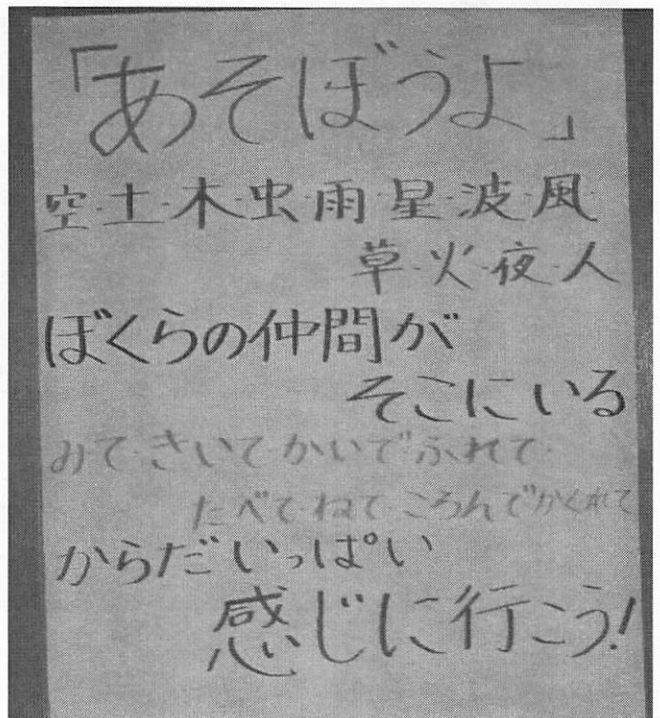 「あそぼうよ」
空・土・木・虫・雨・星・波・風・
草・火・夜・人
ぼくらの仲間が
そこにいる
みて・きいて・かいで・ふれて・
たべて・ねて・ころんで・かくれて
からだいっぱい
感じに行こう!